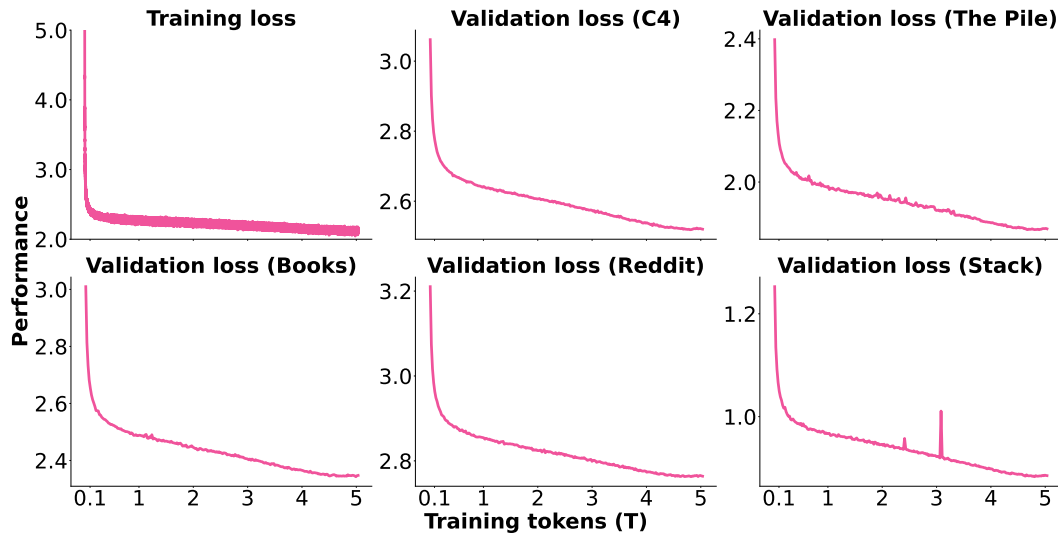 Training loss
Validation loss (C4)
Validation loss (The Pile)
5.0
4.0
3.0
2.0
3.0
2.8
2.6
2.4
2.2
2.0
Performance
Validation loss (Books)
Validation loss (Reddit)
Validation loss (Stack)
3.0
2.8
2.6
2.4
0.1 1 2 3 4 5
3.2
3.0
2.8
0.1 1 2 3 4 5
1.2
1.0
0.1 1 2 3 4 5
Training tokens (T)